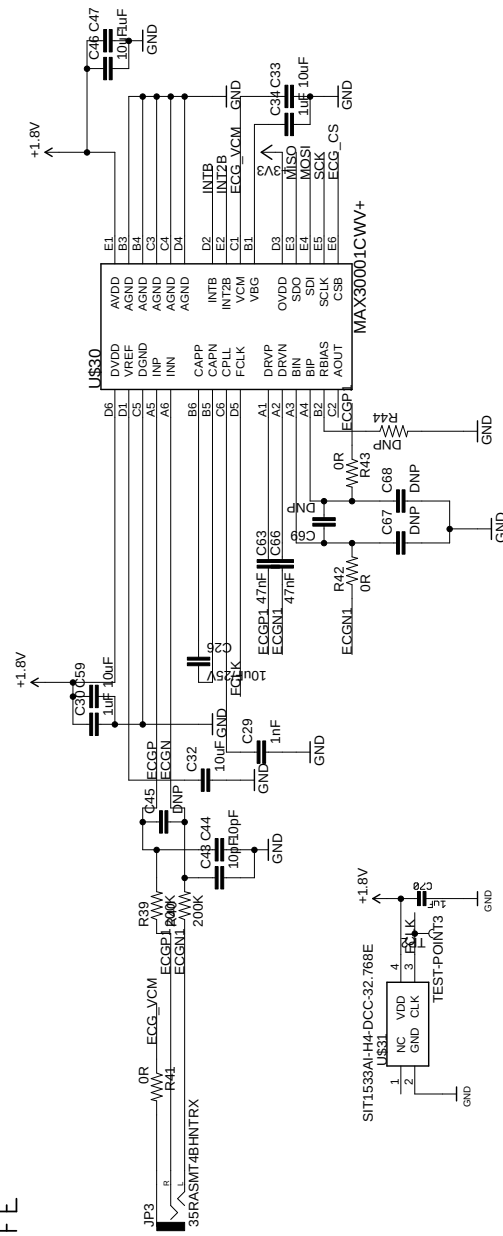 +1.8V
C46 C47
10uF 1uF
GND
GND
C34 C33
1uF 10uF
GND
INTB
INT2B
ECG_VCM
+3V3
MISO
MOSI
SCK
ECG_CS
E1
B3
B4
C3
C4
D4
D2
E2
C1
B1
D3
E3
E4
E5
E6
AVDD
AGND
AGND
AGND
AGND
AGND
INTB
INT2B
VCM
VBG
OVDD
SDO
SDI
SCLK
CSB
MAX30001CWV+
U$30
DVDD
VREF
DGND
INP
INN
CAPP
CAPN
CPLL
FCLK
DRVP
DRVN
BIN
BIP
RBIAS
AOUT
D6
D1
C5
A5
A6
B6
B5
C6
D5
A1
A2
A3
A4
B2
C2
ECGP1
R44
DNP
GND
0R
R43
C68
DNP
DNP
C69
C67
DNP
GND
R42
0R
C63
C66
47nF
47nF
ECGP1
ECGN1
ECGN1
C26
10uF/25V
FCLK
+1.8V
C30 C59
1uF 10uF
GND
C29
1nF
GND
ECGP
ECGN
C32
10uF
GND
C45
DNP
C43 C44
10pF 10pF
GND
R39
R40
200K
200K
ECGP1
ECGN1
ECG_VCM
0R
R41
JP3
R
L
35RASMT4BHNTRX
SIT1533AI-H4-DCC-32.768E
U$31
NC
GND
VDD
CLK
1
2
4
3
+1.8V
C70
1uF
GND
FCLK
TEST-POINT3
GND